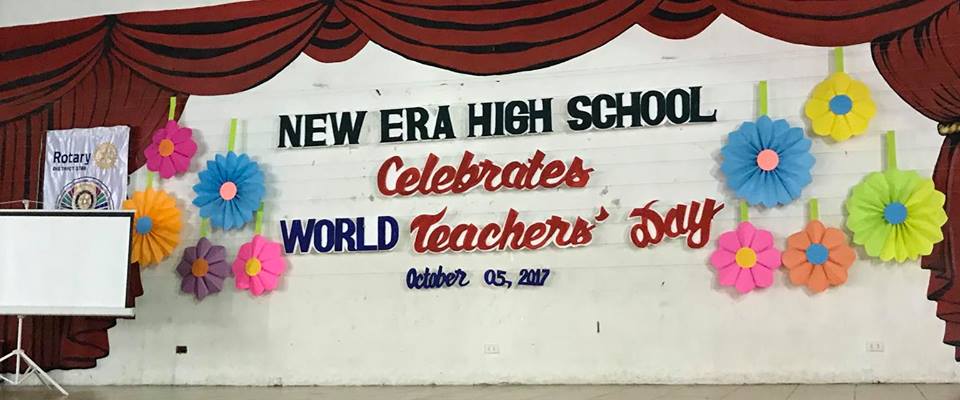 NEW ERA HIGH SCHOOL
Celebrates
WORLD Teachers' Day
October 05, 2017
Rotary